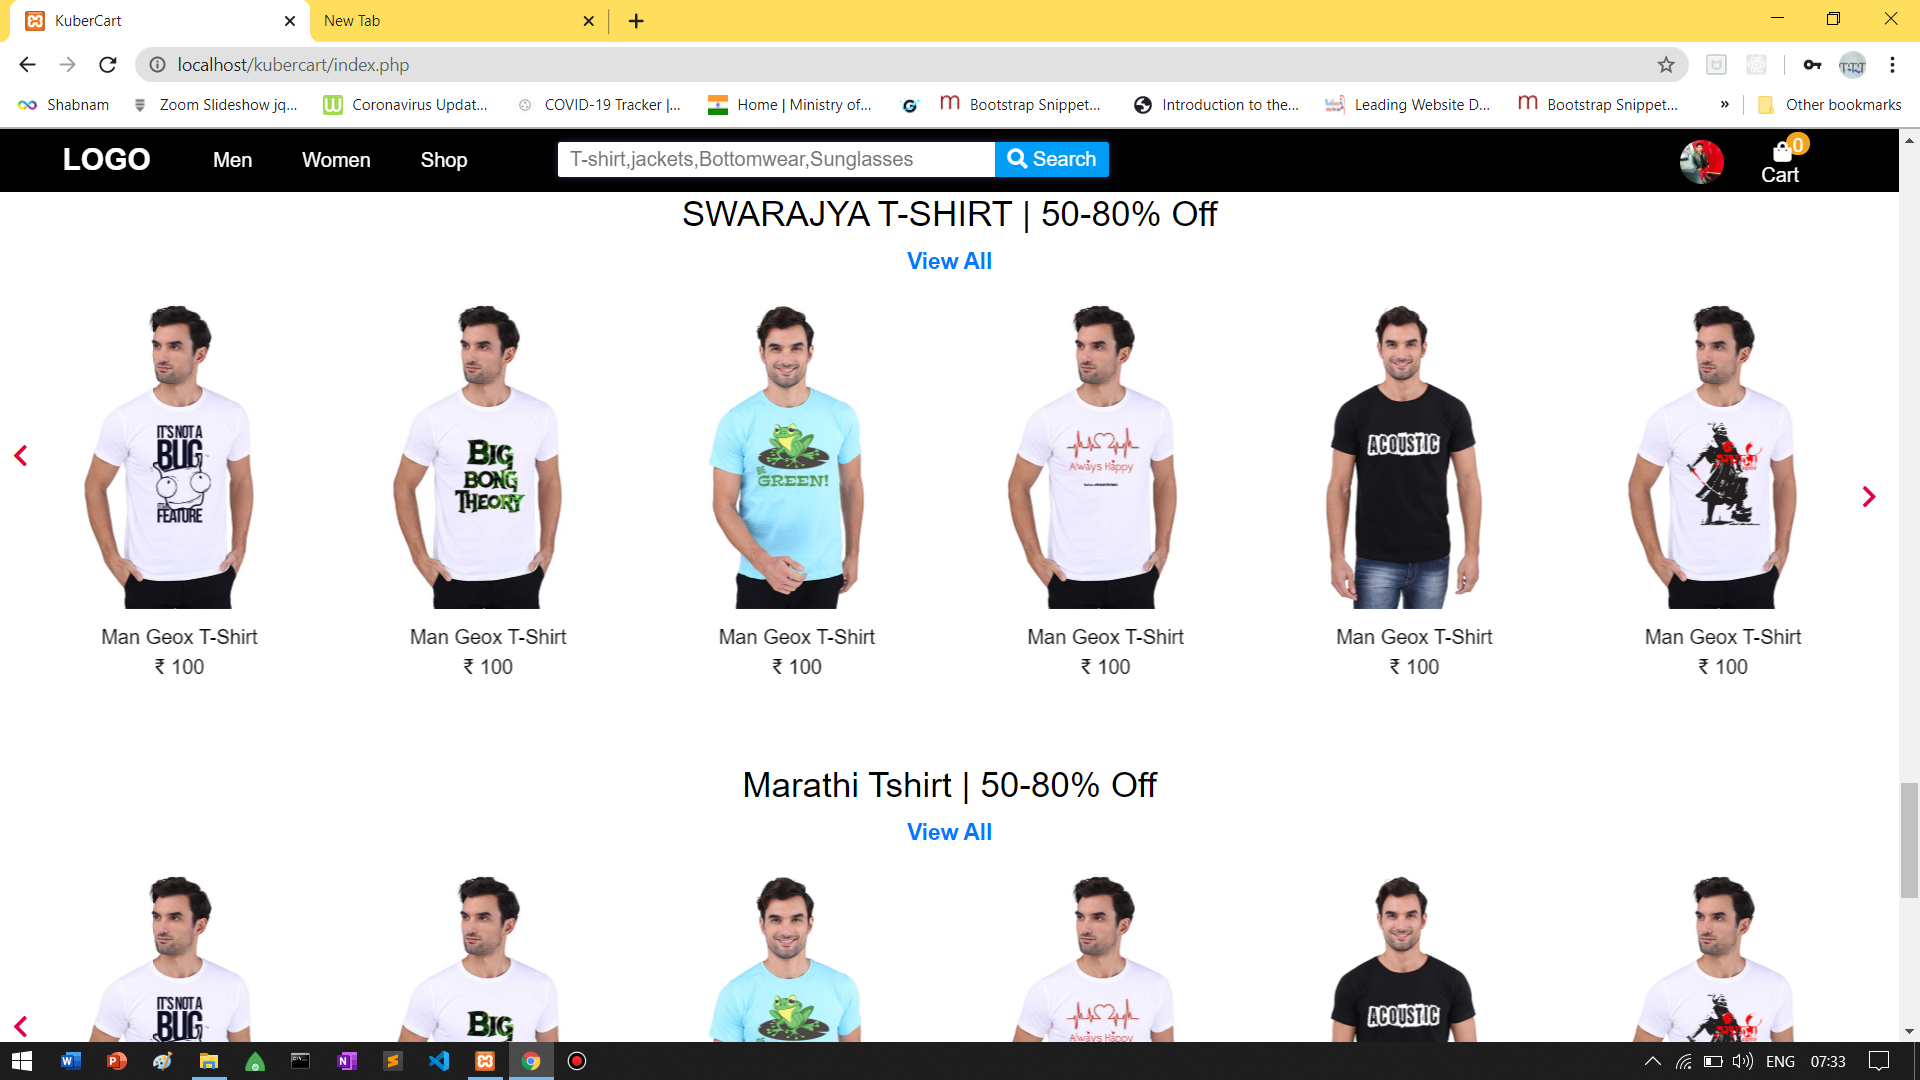 KuberCart
New Tab
localhost/kubercart/index.php
Shabnam
Zoom Slideshow jq...
Coronavirus Updat...
COVID-19 Tracker |...
Home | Ministry of...
Bootstrap Snippet...
Introduction to the...
Leading Website D...
Bootstrap Snippet...
»
Other bookmarks
LOGO
Men
Women
Shop
T-shirt,jackets,Bottomwear,Sunglasses
Search
0
Cart
SWARAJYA T-SHIRT | 50-80% Off
View All
IT'S NOT A
BUG
FEATURE
BIG
BONG
THEORY
BE
GREEN!
Always Happy
ACOUSTIC
Man Geox T-Shirt
₹ 100
Man Geox T-Shirt
₹ 100
Man Geox T-Shirt
₹ 100
Man Geox T-Shirt
₹ 100
Man Geox T-Shirt
₹ 100
Man Geox T-Shirt
₹ 100
Marathi Tshirt | 50-80% Off
View All
IT'S NOT A
BUG
BIG
Always Happy
ACOUSTIC
ENG
07:33